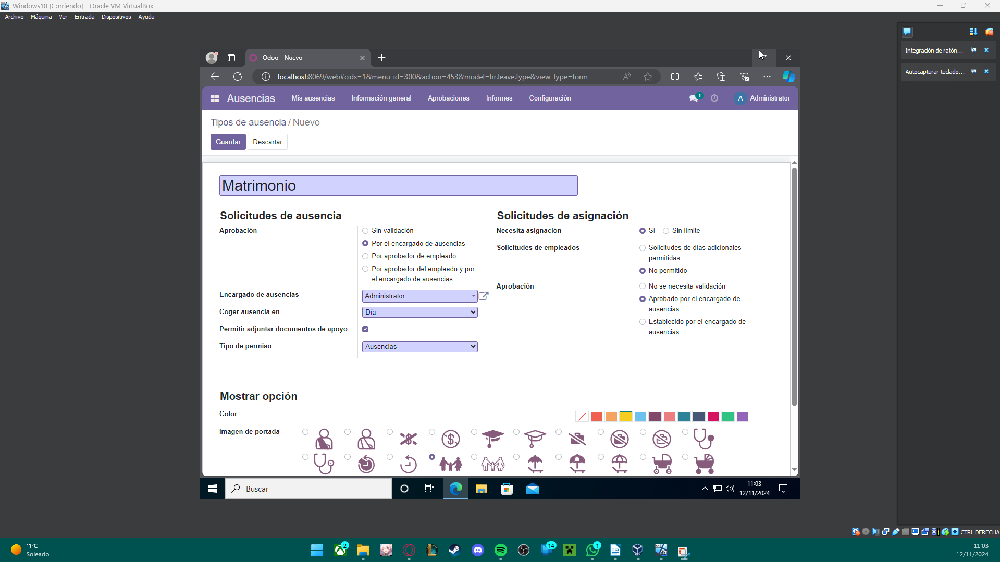 Windows10 [Corriendo] - Oracle VM VirtualBox
Archivo Máquina Ver Entrada Dispositivos Ayuda
Integración de ratón...
Autocapturar teclado...
Odoo - Nuevo
localhost:8069/web#cids=1&menu_id=300&action=453&model=hr.leave.type&view_type=form
Ausencias Mis ausencias Información general Aprobaciones Informes Configuración 1 A Administrator
Tipos de ausencia / Nuevo
Guardar Descartar
Matrimonio
Solicitudes de ausencia
Aprobación
Sin validación
Por el encargado de ausencias
Por aprobador de empleado
Por aprobador del empleado y por
el encargado de ausencias
Encargado de ausencias Administrator
Coger ausencia en Día
Permitir adjuntar documentos de apoyo
Tipo de permiso Ausencias
Solicitudes de asignación
Necesita asignación Sí Sin límite
Solicitudes de empleados
Solicitudes de días adicionales
permitidas
No permitido
Aprobación
No se necesita validación
Aprobado por el encargado de
ausencias
Establecido por el encargado de
ausencias
Mostrar opción
Color
Imagen de portada
Buscar
11:03
12/11/2024
CTRL DERECHA
11°C
Soleado
2
14
1
11:03
12/11/2024